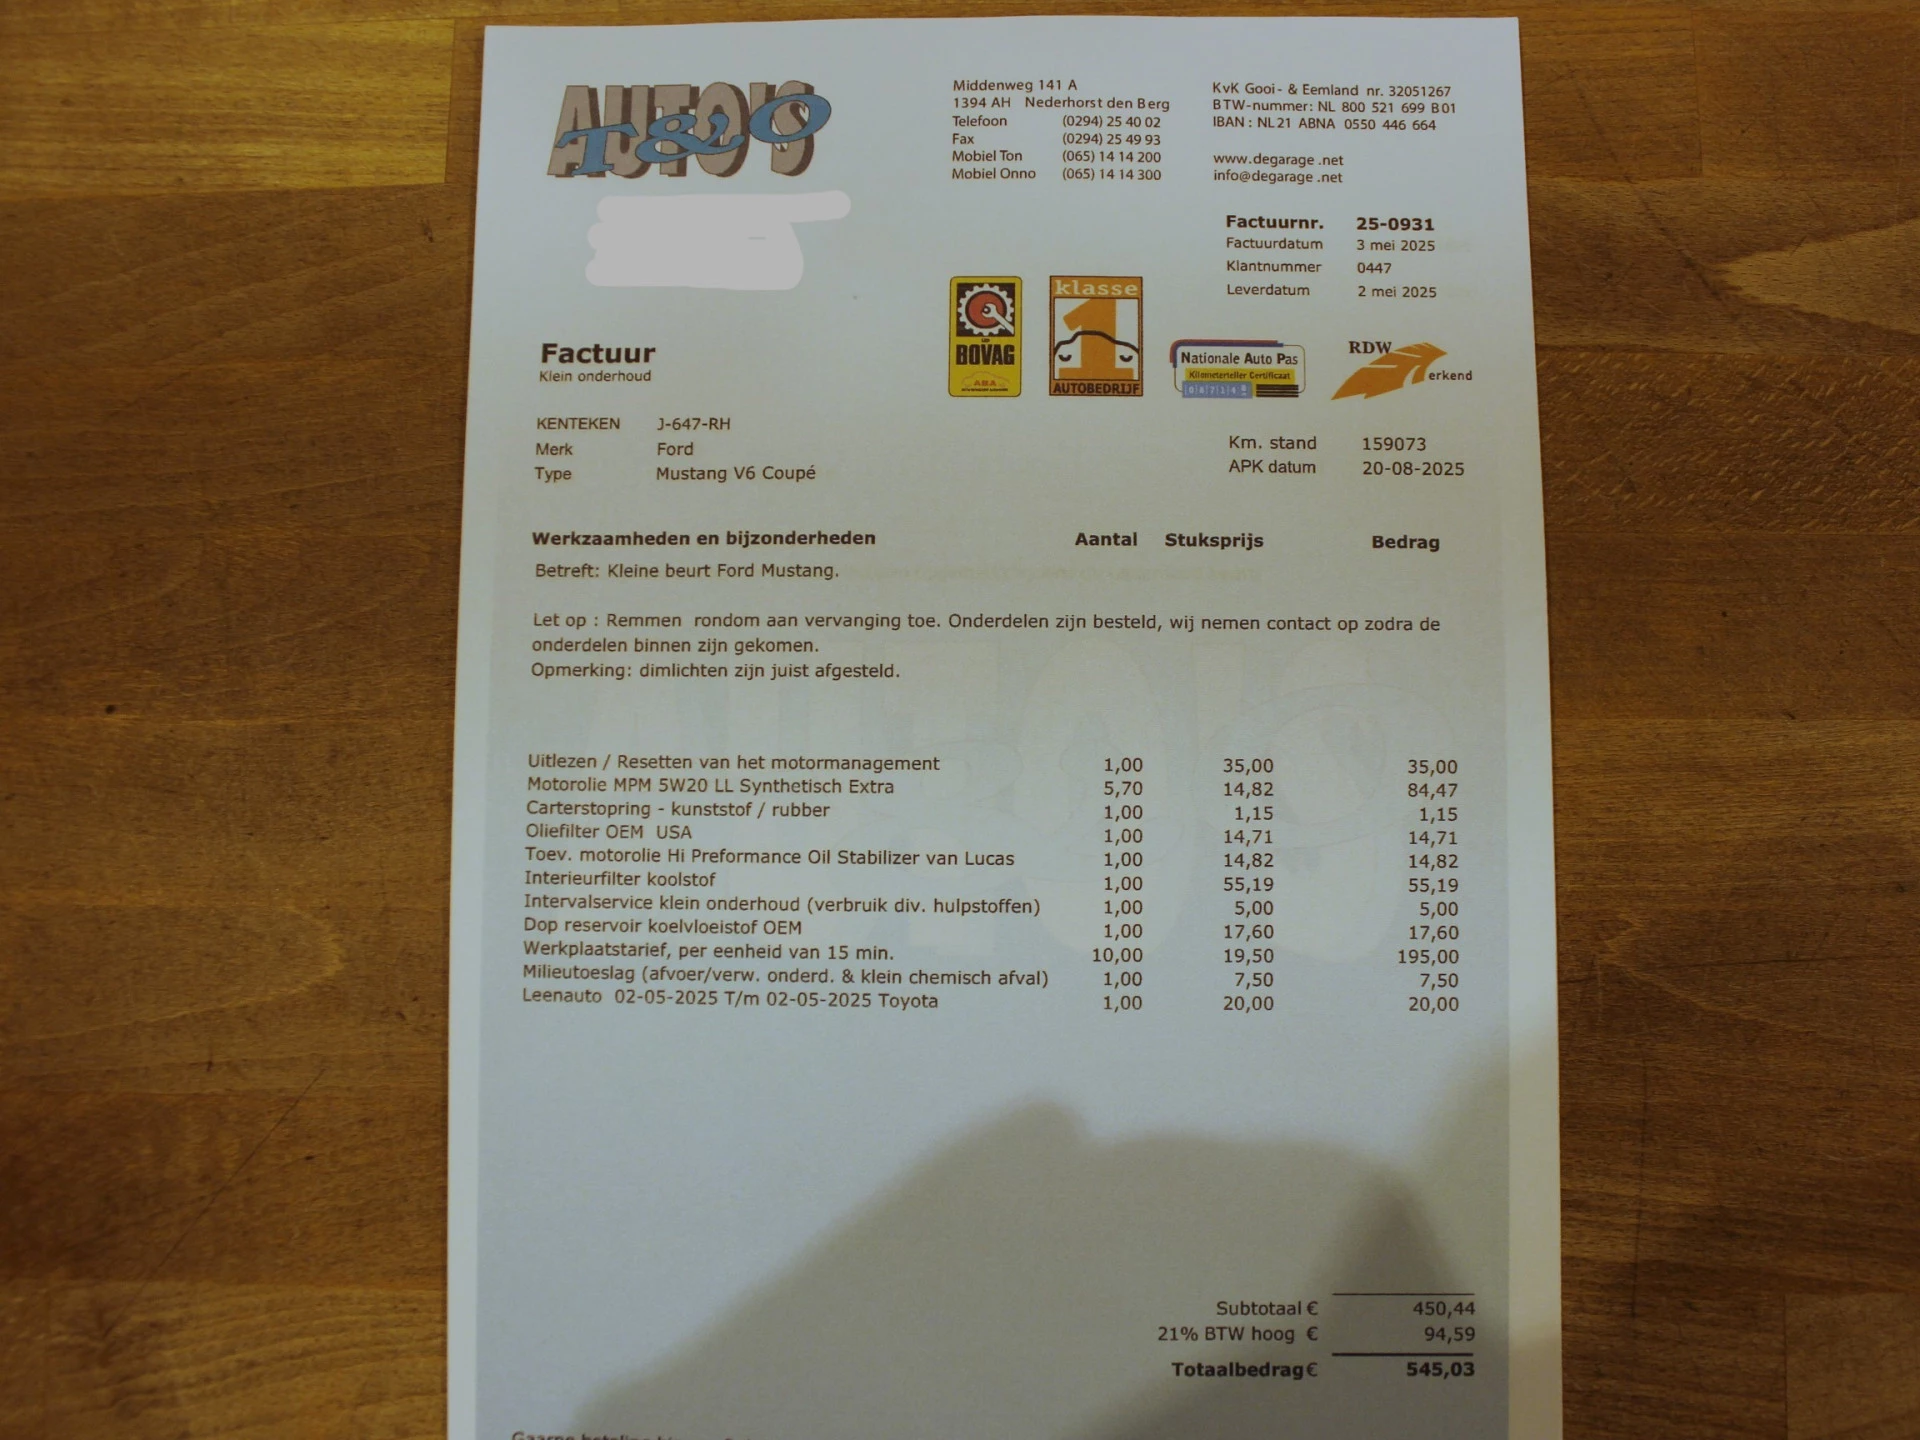 AUTO'S
T&O
Middenweg 141 A
1394 AH Nederhorst den Berg
Telefoon (0294) 25 40 02
Fax (0294) 25 49 93
Mobiel Ton (065) 14 14 200
Mobiel Onno (065) 14 14 300
KvK Gooi- & Eemland nr. 32051267
BTW-nummer: NL 800 521 699 B01
IBAN: NL21 ABNA 0550 446 664
www.degarage.net
info@degarage.net
Factuurnr. 25-0931
Factuurdatum 3 mei 2025
Klantnummer 0447
Leverdatum 2 mei 2025
BOVAG
ABA
klasse
1
AUTOBEDRIJF
Nationale Auto Pas
Kilometerteller Certificaat
RDW
erkend
Factuur
Klein onderhoud
KENTEKEN J-647-RH
Merk Ford
Type Mustang V6 Coupé
Km. stand 159073
APK datum 20-08-2025
Werkzaamheden en bijzonderheden Aantal Stuksprijs Bedrag
Betreft: Kleine beurt Ford Mustang.
Let op : Remmen rondom aan vervanging toe. Onderdelen zijn besteld, wij nemen contact op zodra de
onderdelen binnen zijn gekomen.
Opmerking: dimlichten zijn juist afgesteld.
Uitlezen / Resetten van het motormanagement 1,00 35,00 35,00
Motorolie MPM 5W20 LL Synthetisch Extra 5,70 14,82 84,47
Carterstopring - kunststof / rubber 1,00 1,15 1,15
Oliefilter OEM USA 1,00 14,71 14,71
Toev. motorolie Hi Preformance Oil Stabilizer van Lucas 1,00 14,82 14,82
Interieurfilter koolstof 1,00 55,19 55,19
Intervalservice klein onderhoud (verbruik div. hulpstoffen) 1,00 5,00 5,00
Dop reservoir koelvloeistof OEM 1,00 17,60 17,60
Werkplaatstarief, per eenheid van 15 min. 10,00 19,50 195,00
Milieutoeslag (afvoer/verw. onderd. & klein chemisch afval) 1,00 7,50 7,50
Leenauto 02-05-2025 T/m 02-05-2025 Toyota 1,00 20,00 20,00
Subtotaal € 450,44
21% BTW hoog € 94,59
Totaalbedrag € 545,03